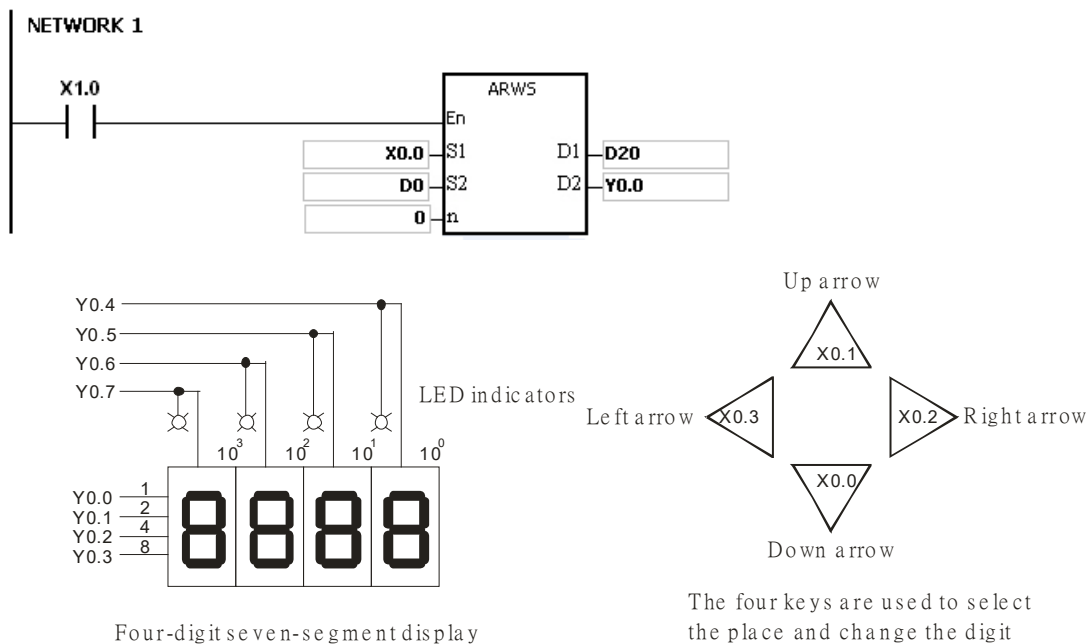 NETWORK 1
X1.0
ARWS
En
X0.0 S1 D1 D20
D0 S2 D2 Y0.0
0 n
Y0.4
Y0.5
Y0.6
Y0.7
LED indicators
10³ 10² 10¹ 10⁰
Y0.0 1
Y0.1 2
Y0.2 4
Y0.3 8
Four-digit seven-segment display
Up arrow
X0.1
Left arrow X0.3 X0.2 Right arrow
X0.0
Down arrow
The four keys are used to select
the place and change the digit